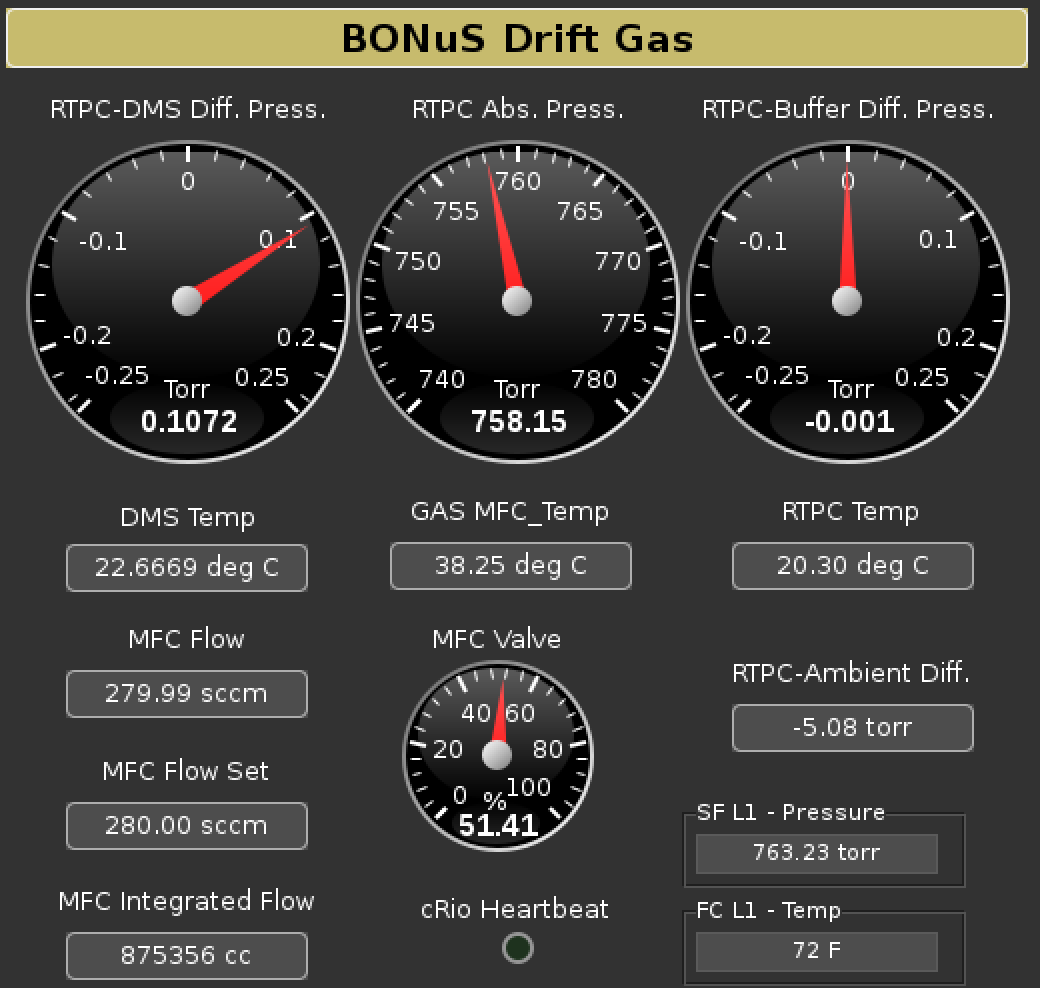 BONuS Drift Gas
RTPC-DMS Diff. Press.
0
-0.1
0.1
-0.2
0.2
-0.25
0.25
Torr
0.1072
RTPC Abs. Press.
760
755
765
750
770
745
775
740
780
Torr
758.15
RTPC-Buffer Diff. Press.
0
-0.1
0.1
-0.2
0.2
-0.25
0.25
Torr
-0.001
DMS Temp
22.6669 deg C
GAS MFC_Temp
38.25 deg C
RTPC Temp
20.30 deg C
MFC Flow
279.99 sccm
MFC Flow Set
280.00 sccm
MFC Integrated Flow
875356 cc
MFC Valve
40 60
20 80
0 % 100
51.41
cRio Heartbeat
RTPC-Ambient Diff.
-5.08 torr
SF L1 - Pressure
763.23 torr
FC L1 - Temp
72 F